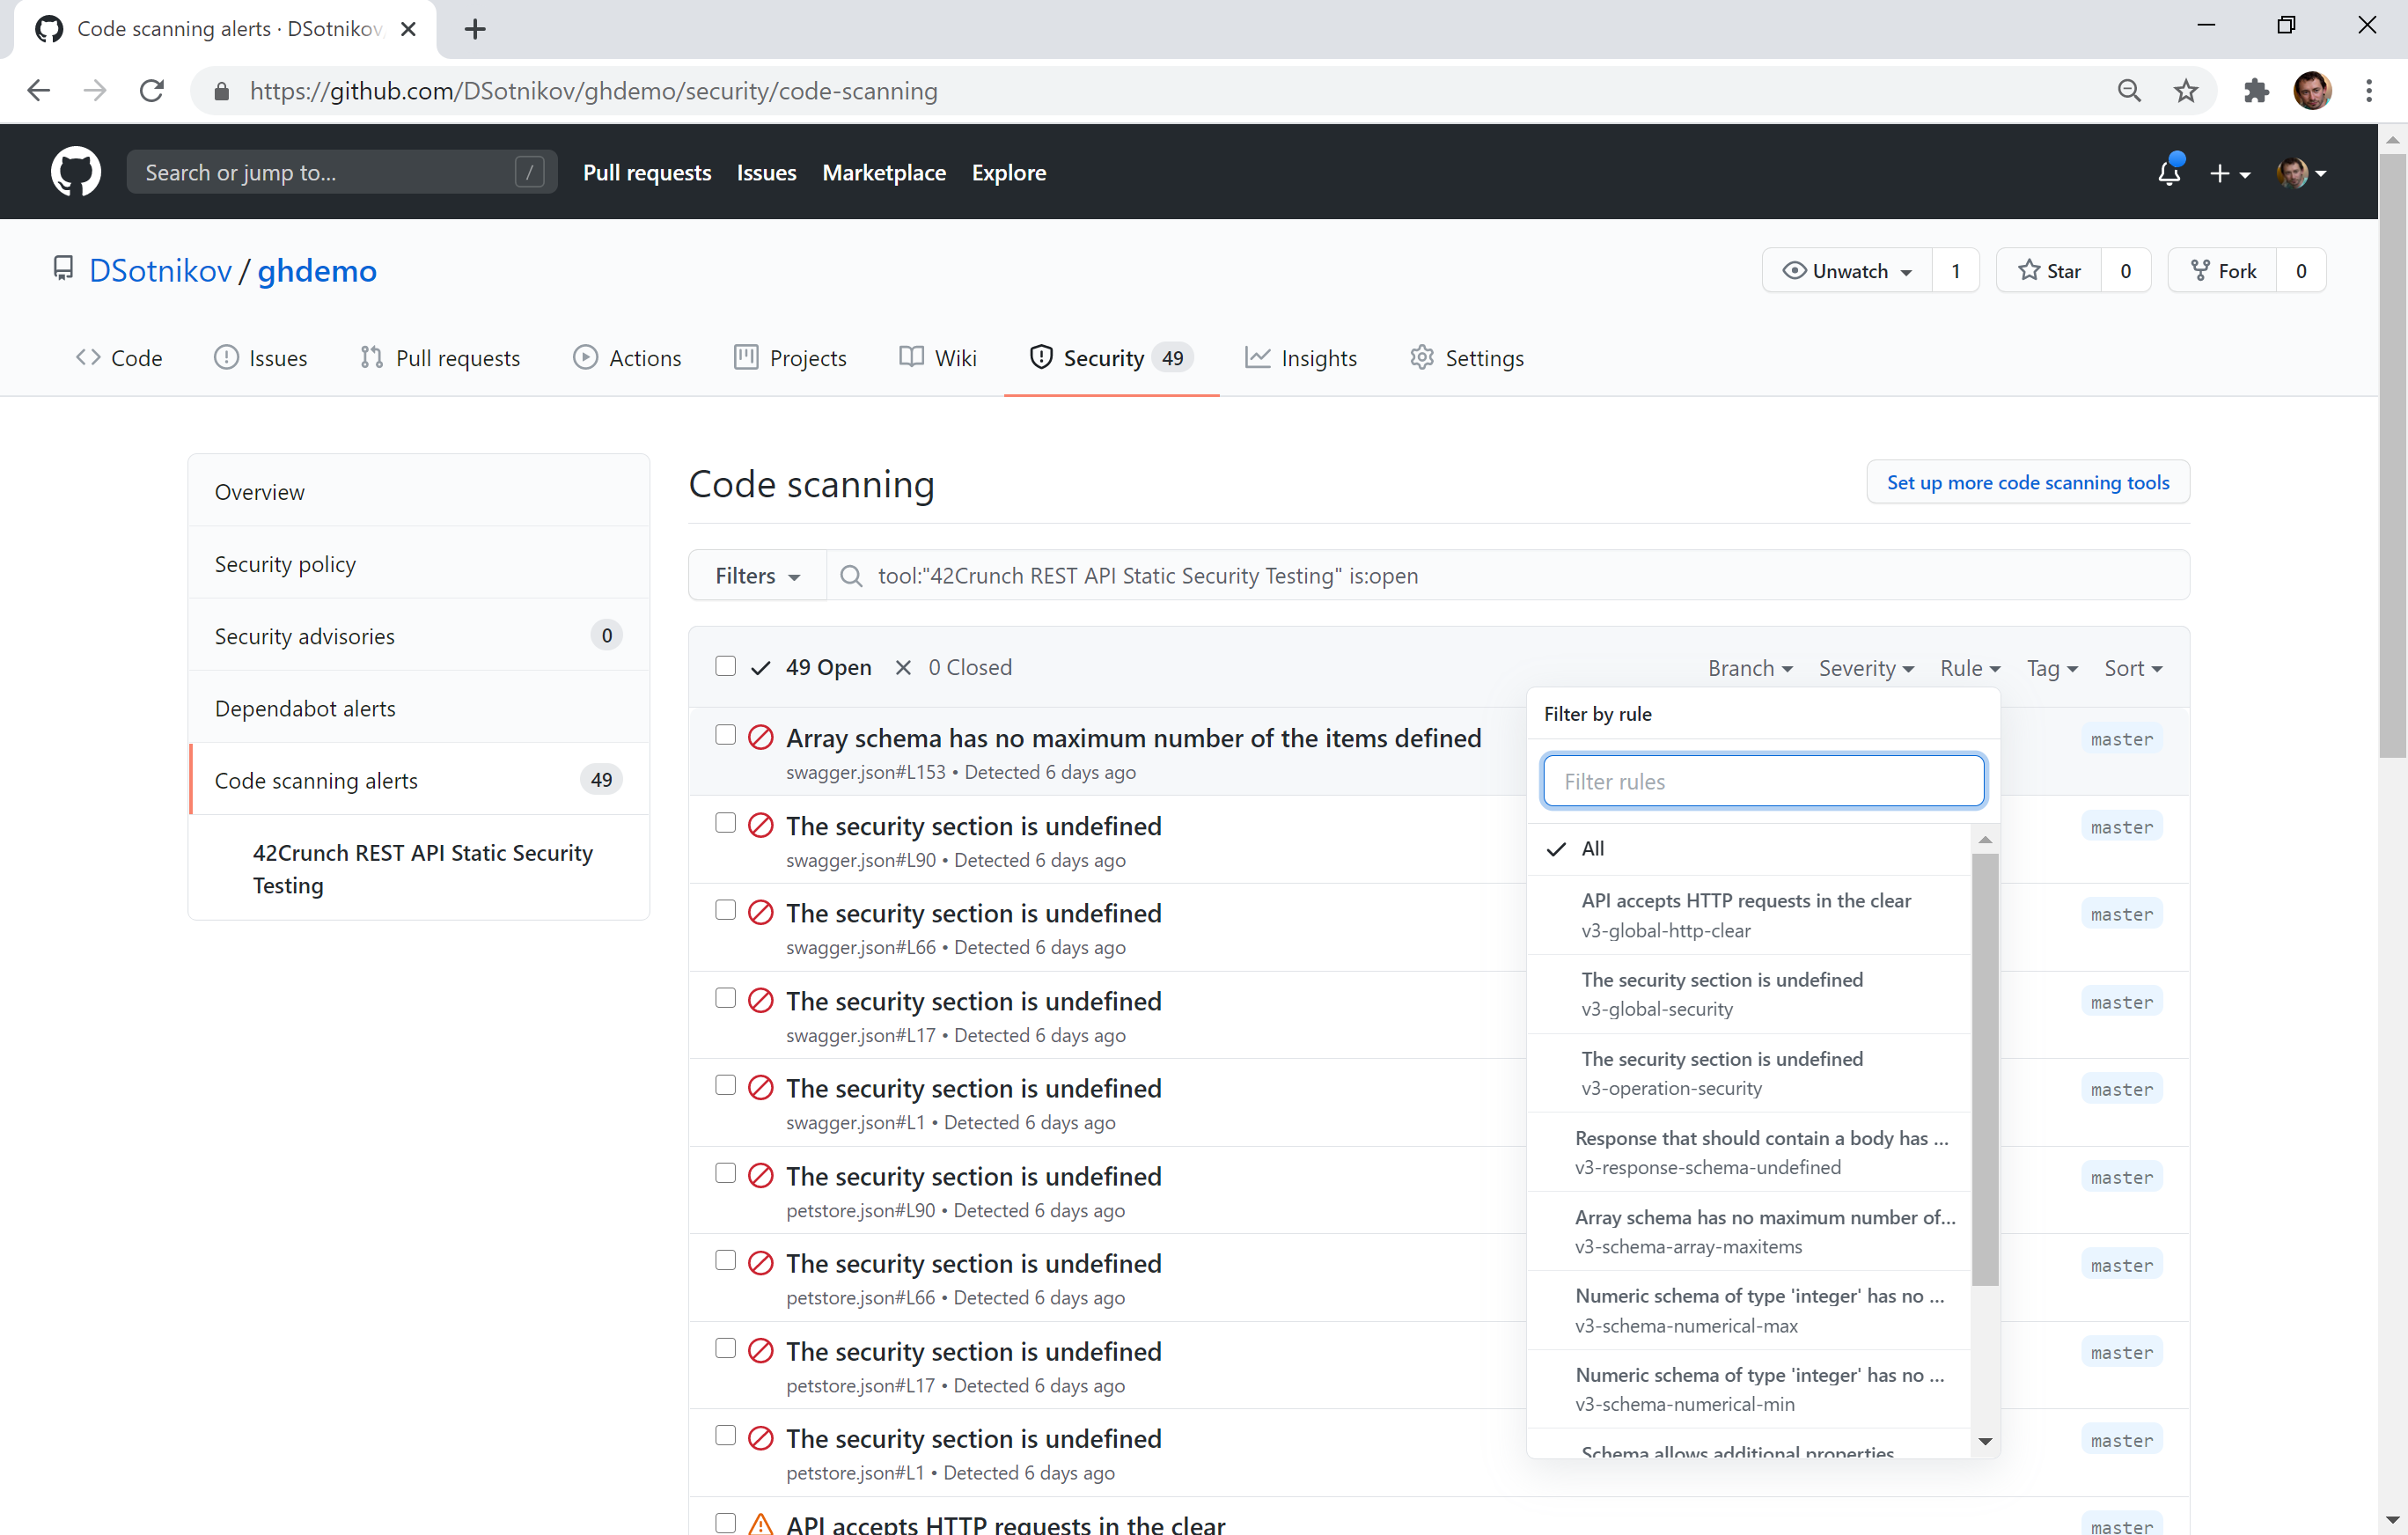 Code scanning alerts · DSotnikov
https://github.com/DSotnikov/ghdemo/security/code-scanning
Search or jump to... /
Pull requests Issues Marketplace Explore
DSotnikov / ghdemo
Unwatch 1 Star 0 Fork 0
Code Issues Pull requests Actions Projects Wiki Security 49 Insights Settings
Overview
Security policy
Security advisories 0
Dependabot alerts
Code scanning alerts 49
42Crunch REST API Static Security
Testing
Code scanning
Set up more code scanning tools
Filters tool:"42Crunch REST API Static Security Testing" is:open
49 Open 0 Closed
Branch Severity Rule Tag Sort
Array schema has no maximum number of the items defined
swagger.json#L153 • Detected 6 days ago
master
The security section is undefined
swagger.json#L90 • Detected 6 days ago
master
The security section is undefined
swagger.json#L66 • Detected 6 days ago
master
The security section is undefined
swagger.json#L17 • Detected 6 days ago
master
The security section is undefined
swagger.json#L1 • Detected 6 days ago
master
The security section is undefined
petstore.json#L90 • Detected 6 days ago
master
The security section is undefined
petstore.json#L66 • Detected 6 days ago
master
The security section is undefined
petstore.json#L17 • Detected 6 days ago
master
The security section is undefined
petstore.json#L1 • Detected 6 days ago
master
API accepts HTTP requests in the clear
master
Filter by rule
Filter rules
All
API accepts HTTP requests in the clear
v3-global-http-clear
The security section is undefined
v3-global-security
The security section is undefined
v3-operation-security
Response that should contain a body has ...
v3-response-schema-undefined
Array schema has no maximum number of...
v3-schema-array-maxitems
Numeric schema of type 'integer' has no ...
v3-schema-numerical-max
Numeric schema of type 'integer' has no ...
v3-schema-numerical-min
Schema allows additional properties